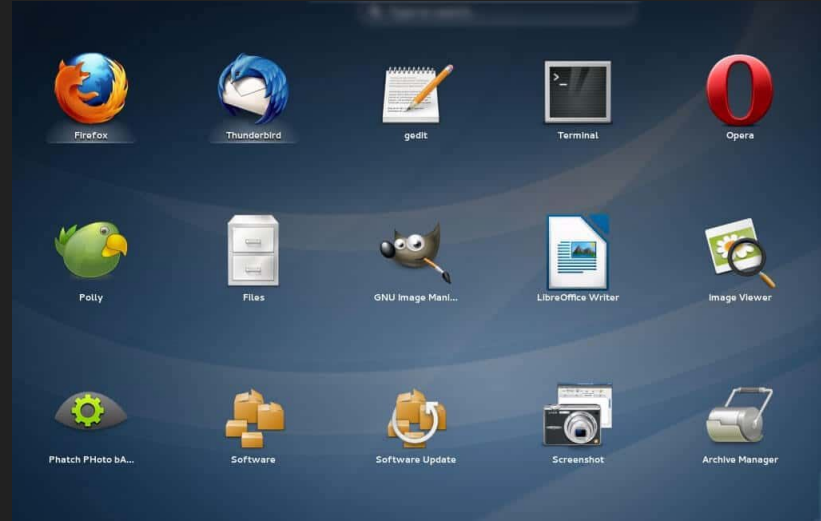 Firefox
Thunderbird
gedit
Terminal
Opera
Polly
Files
GNU Image Mani...
LibreOffice Writer
Image Viewer
Phatch PHoto bA...
Software
Software Update
Screenshot
Archive Manager